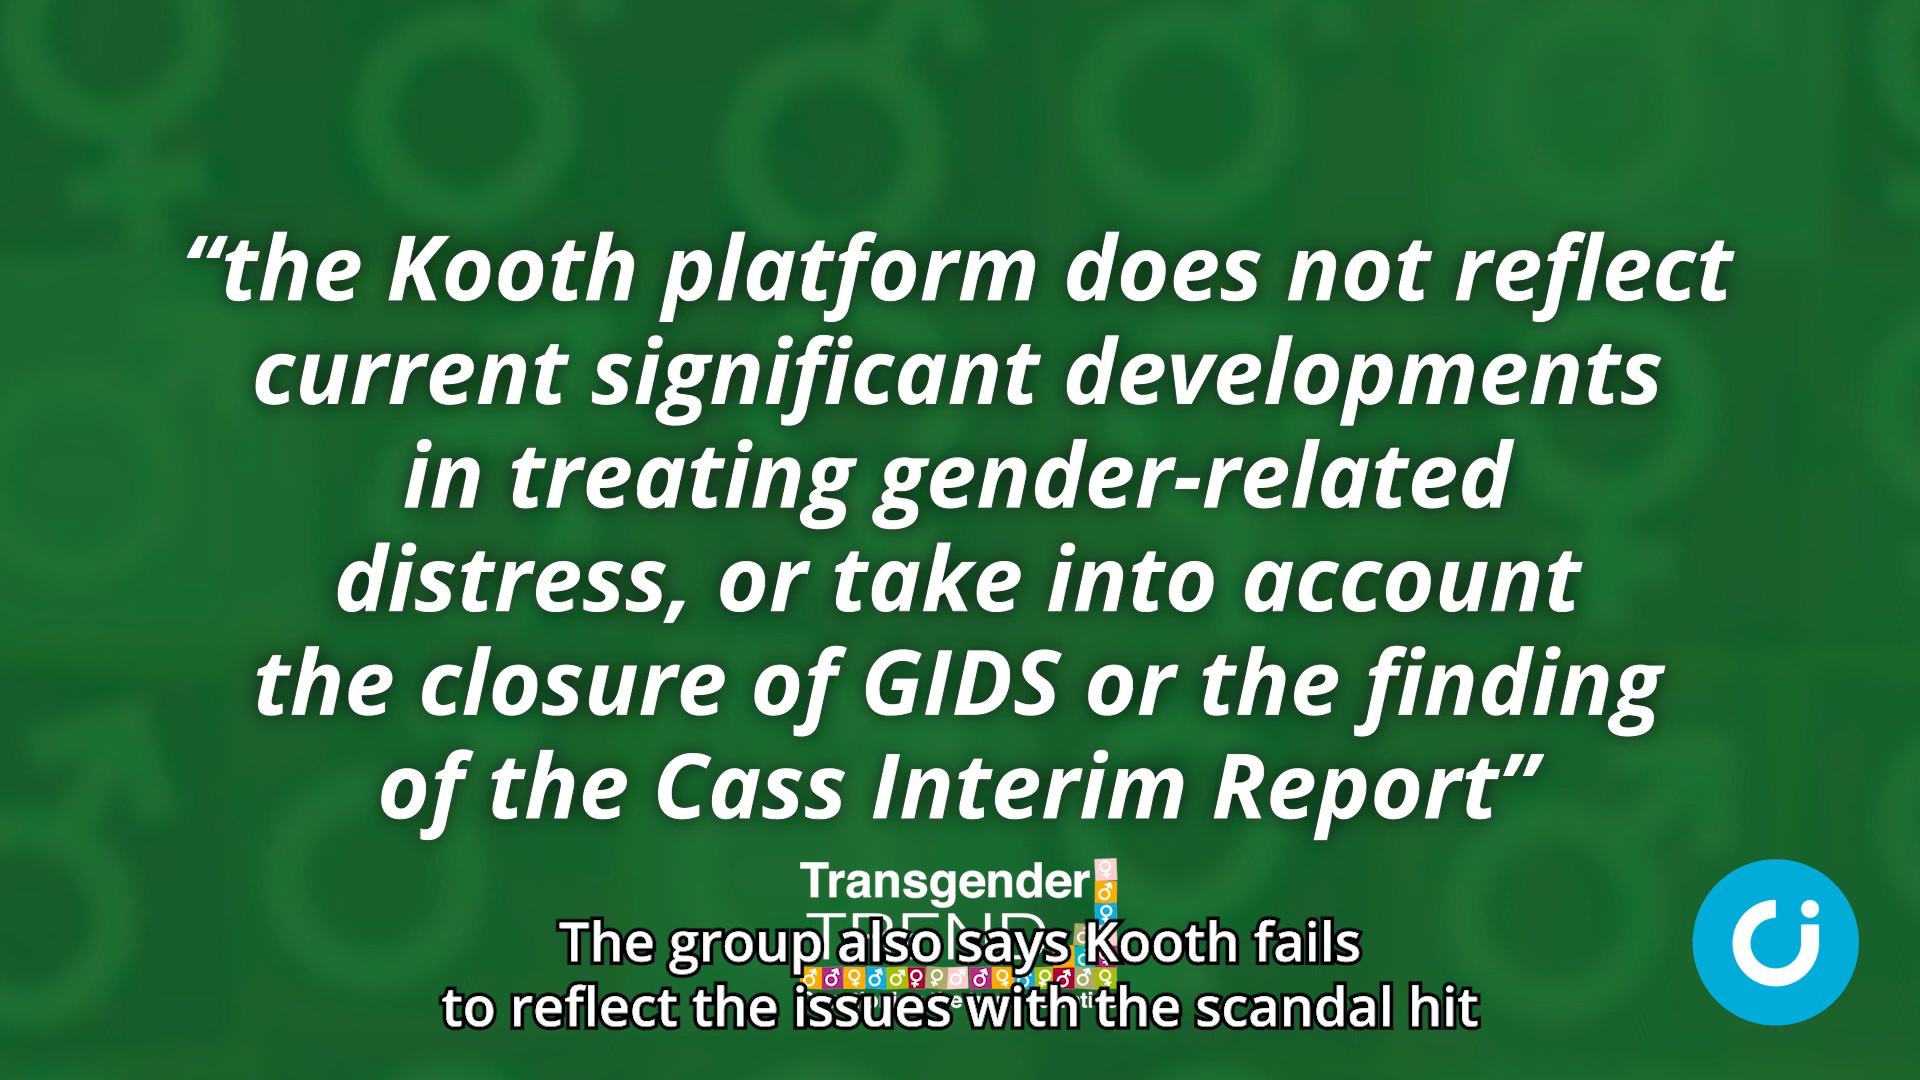 “the Kooth platform does not reflect
current significant developments
in treating gender-related
distress, or take into account
the closure of GIDS or the finding
of the Cass Interim Report”
Transgender
TREND
The group also says Kooth fails
to reflect the issues with the scandal hit